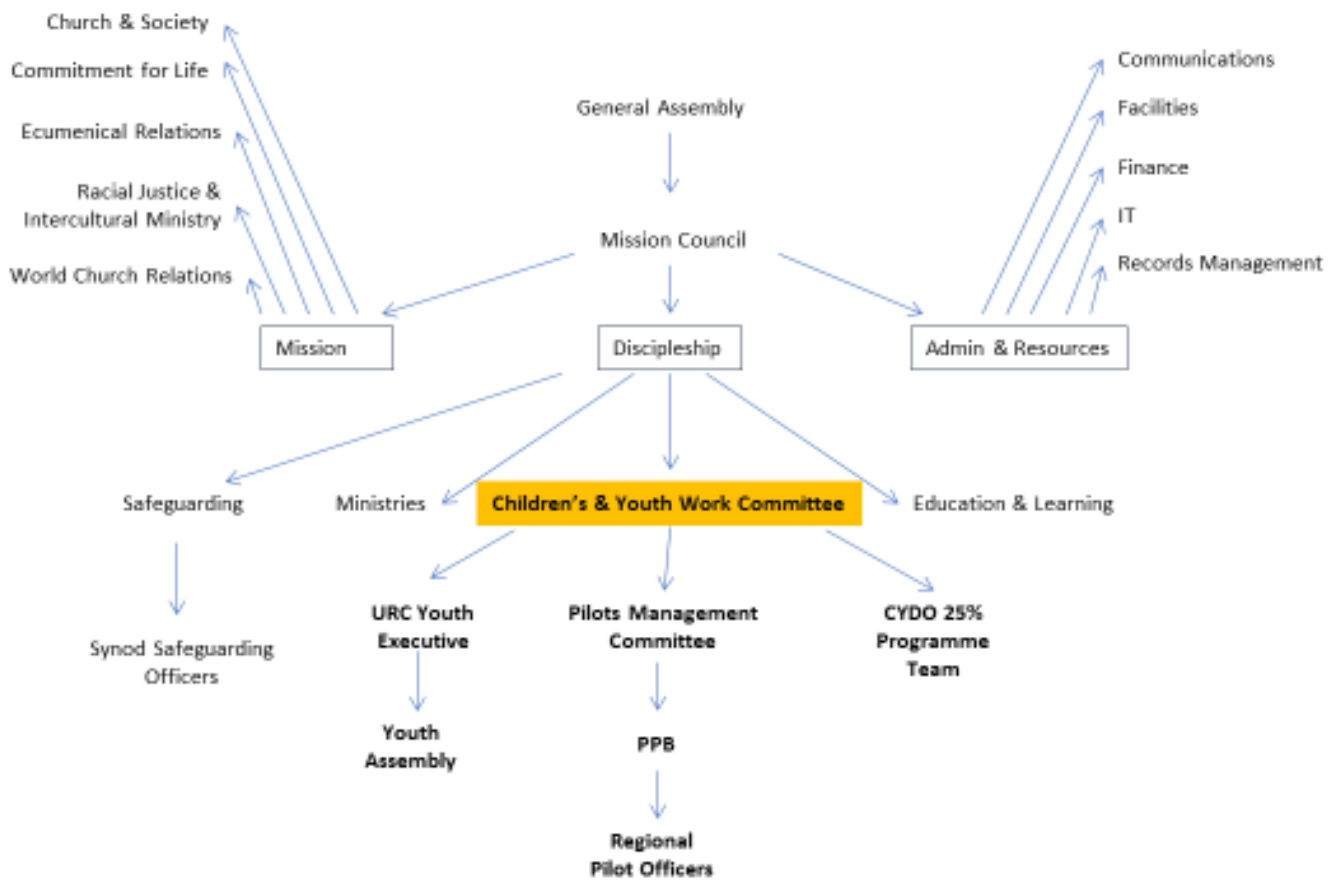 Church & Society
Commitment for Life
Ecumenical Relations
Racial Justice &
Intercultural Ministry
World Church Relations
General Assembly
Mission Council
Communications
Facilities
Finance
IT
Records Management
Mission
Discipleship
Admin & Resources
Safeguarding
Ministries
Children's & Youth Work Committee
Education & Learning
Synod Safeguarding
Officers
URC Youth
Executive
Pilots Management
Committee
CYDO 25%
Programme
Team
Youth
Assembly
PPB
Regional
Pilot Officers